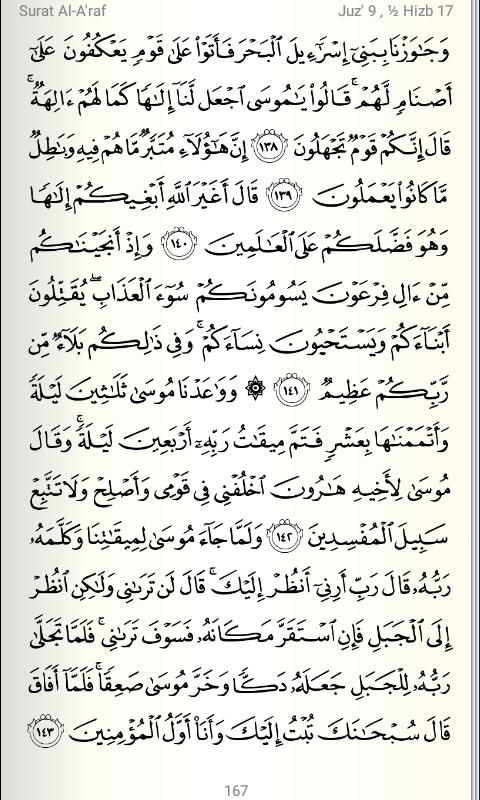 Surat Al-A'raf Juz' 9 , ½ Hizb 17
وَجَٰوَزۡنَا بِبَنِيٓ إِسۡرَٰٓءِيلَ ٱلۡبَحۡرَ فَأَتَوۡاْ عَلَىٰ قَوۡمٖ يَعۡكُفُونَ عَلَىٰٓ
أَصۡنَامٖ لَّهُمۡۚ قَالُواْ يَٰمُوسَى ٱجۡعَل لَّنَآ إِلَٰهٗا كَمَا لَهُمۡ ءَالِهَةٞۚ
قَالَ إِنَّكُمۡ قَوۡمٞ تَجۡهَلُونَ ١٣٨ إِنَّ هَٰٓؤُلَآءِ مُتَبَّرٞ مَّا هُمۡ فِيهِ وَبَٰطِلٞ
مَّا كَانُواْ يَعۡمَلُونَ ١٣٩ قَالَ أَغَيۡرَ ٱللَّهِ أَبۡغِيكُمۡ إِلَٰهٗا
وَهُوَ فَضَّلَكُمۡ عَلَى ٱلۡعَٰلَمِينَ ١٤٠ وَإِذۡ أَنجَيۡنَٰكُم
مِّنۡ ءَالِ فِرۡعَوۡنَ يَسُومُونَكُمۡ سُوٓءَ ٱلۡعَذَابِ يُقَتِّلُونَ
أَبۡنَآءَكُمۡ وَيَسۡتَحۡيُونَ نِسَآءَكُمۡۚ وَفِي ذَٰلِكُم بَلَآءٞ مِّن
رَّبِّكُمۡ عَظِيمٞ ١٤١ ۞ وَوَٰعَدۡنَا مُوسَىٰ ثَلَٰثِينَ لَيۡلَةٗ
وَأَتۡمَمۡنَٰهَا بِعَشۡرٖ فَتَمَّ مِيقَٰتُ رَبِّهِۦٓ أَرۡبَعِينَ لَيۡلَةٗۚ وَقَالَ
مُوسَىٰ لِأَخِيهِ هَٰرُونَ ٱخۡلُفۡنِي فِي قَوۡمِي وَأَصۡلِحۡ وَلَا تَتَّبِعۡ
سَبِيلَ ٱلۡمُفۡسِدِينَ ١٤٢ وَلَمَّا جَآءَ مُوسَىٰ لِمِيقَٰتِنَا وَكَلَّمَهُۥ
رَبُّهُۥ قَالَ رَبِّ أَرِنِيٓ أَنظُرۡ إِلَيۡكَۚ قَالَ لَن تَرَىٰنِي وَلَٰكِنِ ٱنظُرۡ
إِلَى ٱلۡجَبَلِ فَإِنِ ٱسۡتَقَرَّ مَكَانَهُۥ فَسَوۡفَ تَرَىٰنِيۚ فَلَمَّا تَجَلَّىٰ
رَبُّهُۥ لِلۡجَبَلِ جَعَلَهُۥ دَكّٗا وَخَرَّ مُوسَىٰ صَعِقٗاۚ فَلَمَّآ أَفَاقَ
قَالَ سُبۡحَٰنَكَ تُبۡتُ إِلَيۡكَ وَأَنَا۠ أَوَّلُ ٱلۡمُؤۡمِنِينَ ١٤٣
167